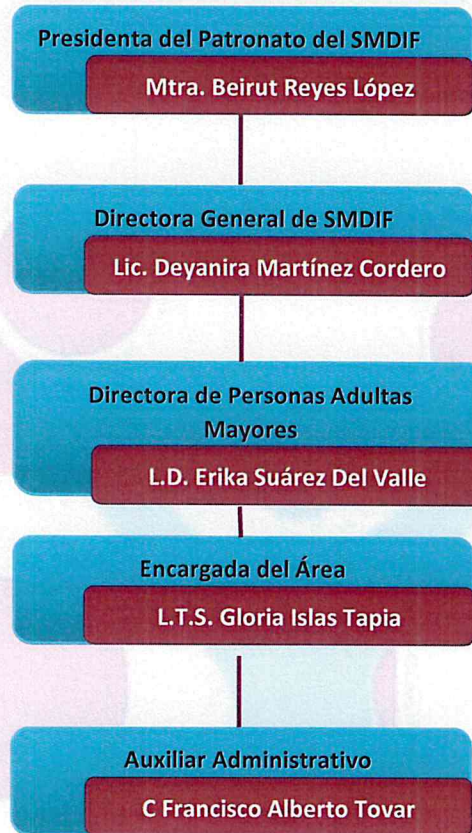 Presidenta del Patronato del SMDIF
Mtra. Beirut Reyes López
Directora General de SMDIF
Lic. Deyanira Martínez Cordero
Directora de Personas Adultas
Mayores
L.D. Erika Suárez Del Valle
Encargada del Área
L.T.S. Gloria Islas Tapia
Auxiliar Administrativo
C Francisco Alberto Tovar